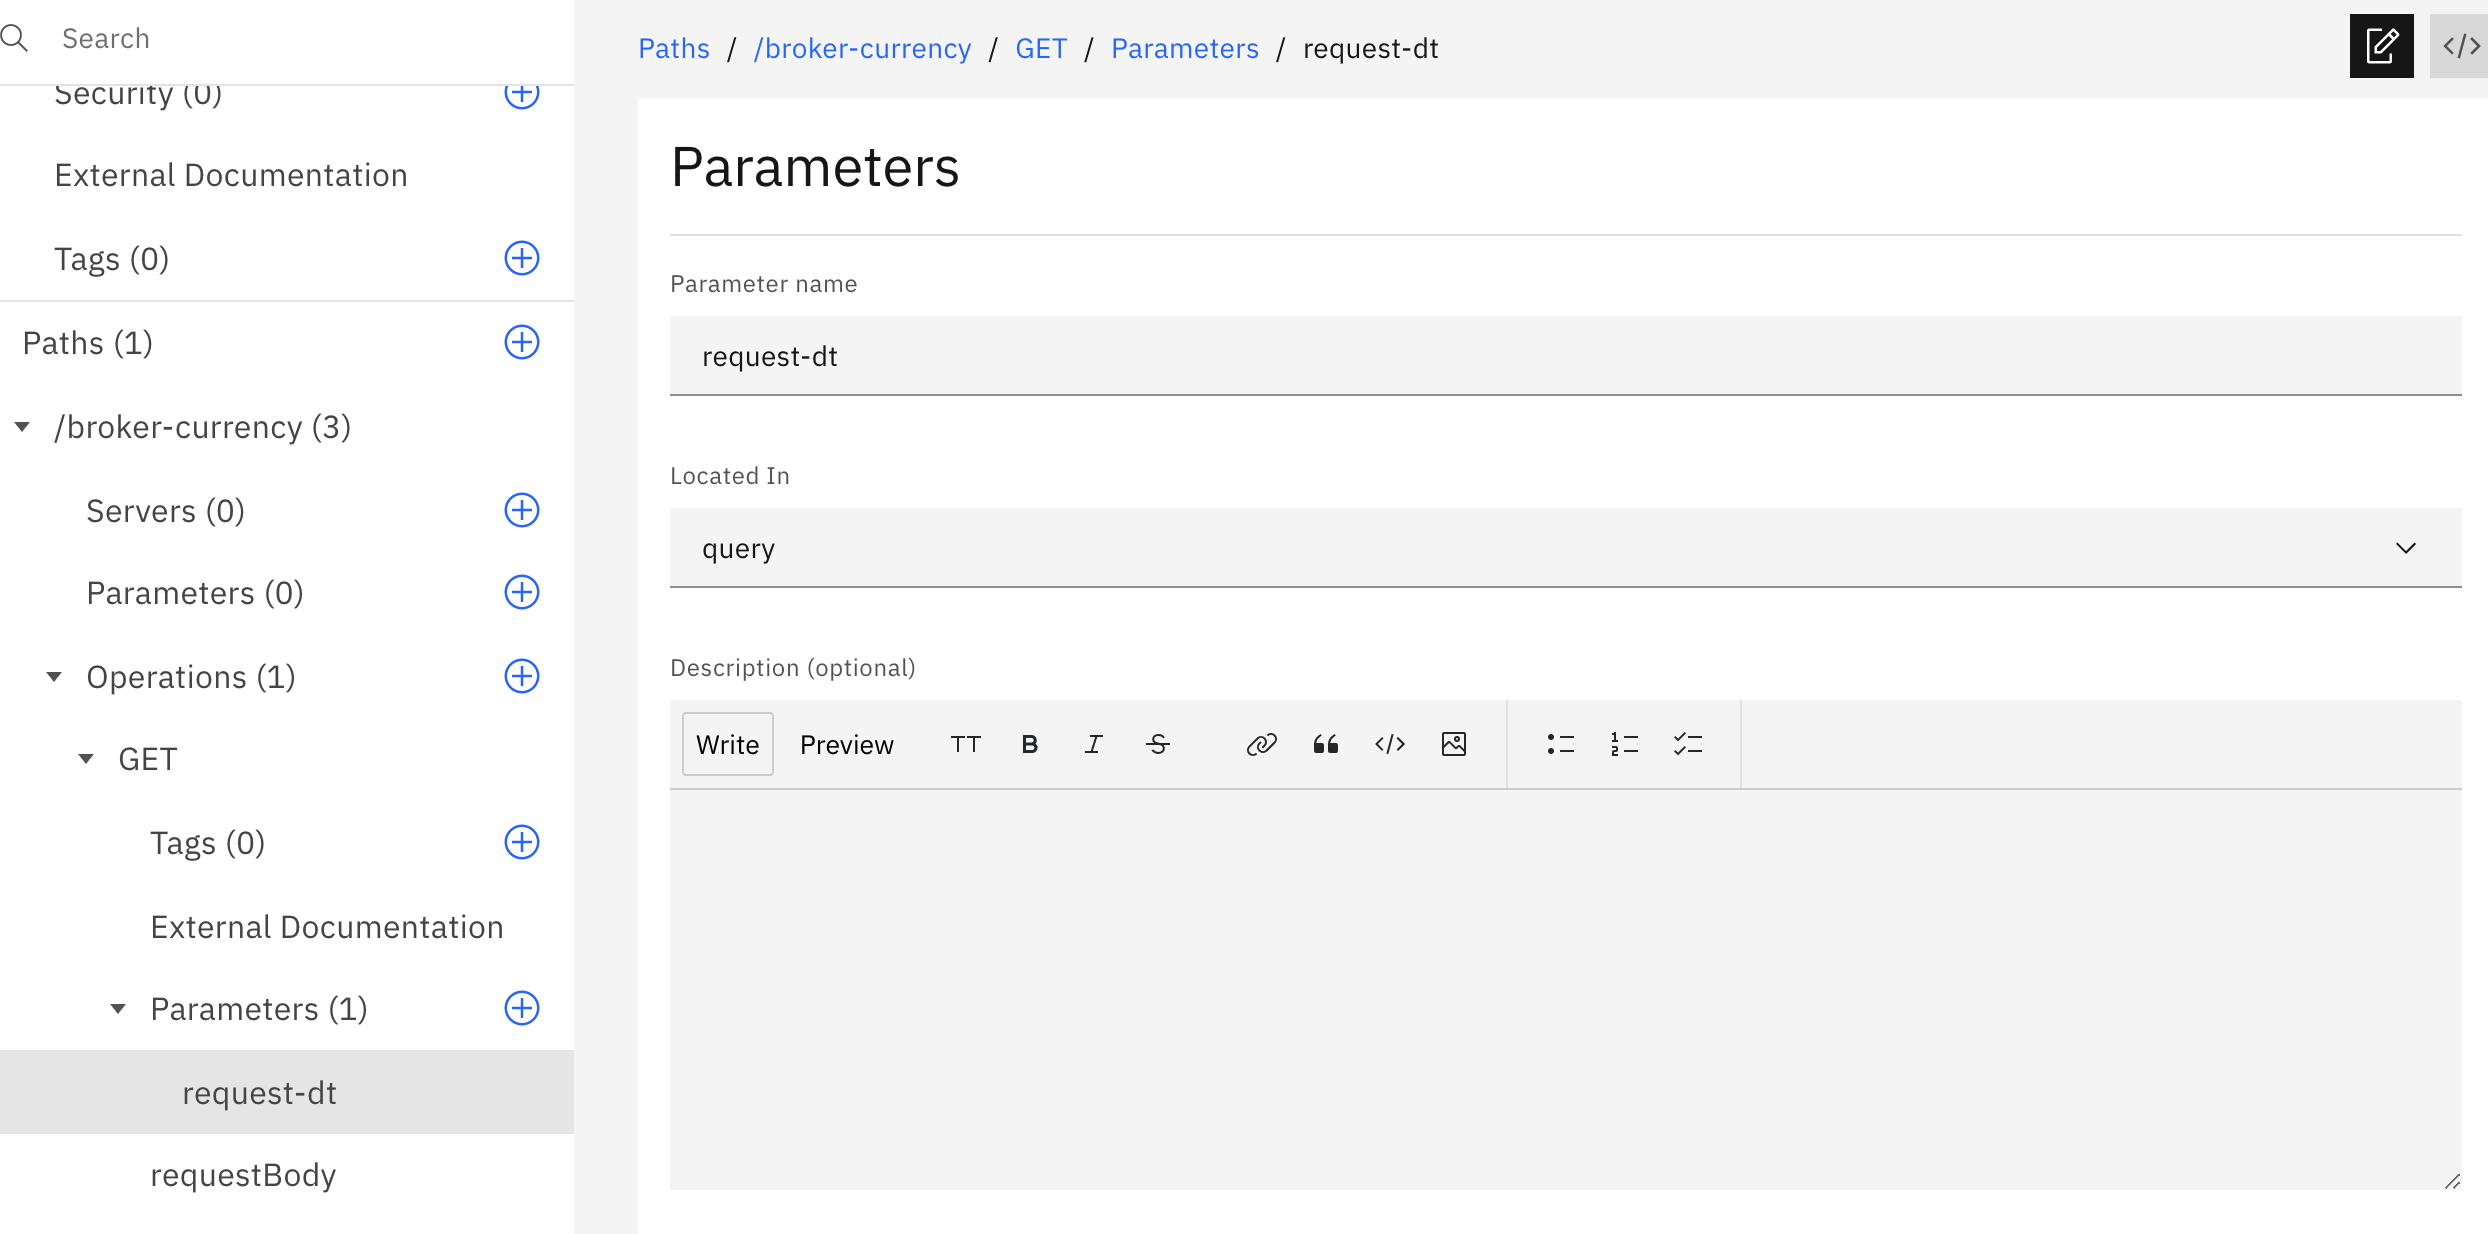 Search
Security (0)
External Documentation
Tags (0)
Paths (1)
/broker-currency (3)
Servers (0)
Parameters (0)
Operations (1)
GET
Tags (0)
External Documentation
Parameters (1)
request-dt
requestBody
Paths / /broker-currency / GET / Parameters / request-dt
Parameters
Parameter name
request-dt
Located In
query
Description (optional)
Write Preview